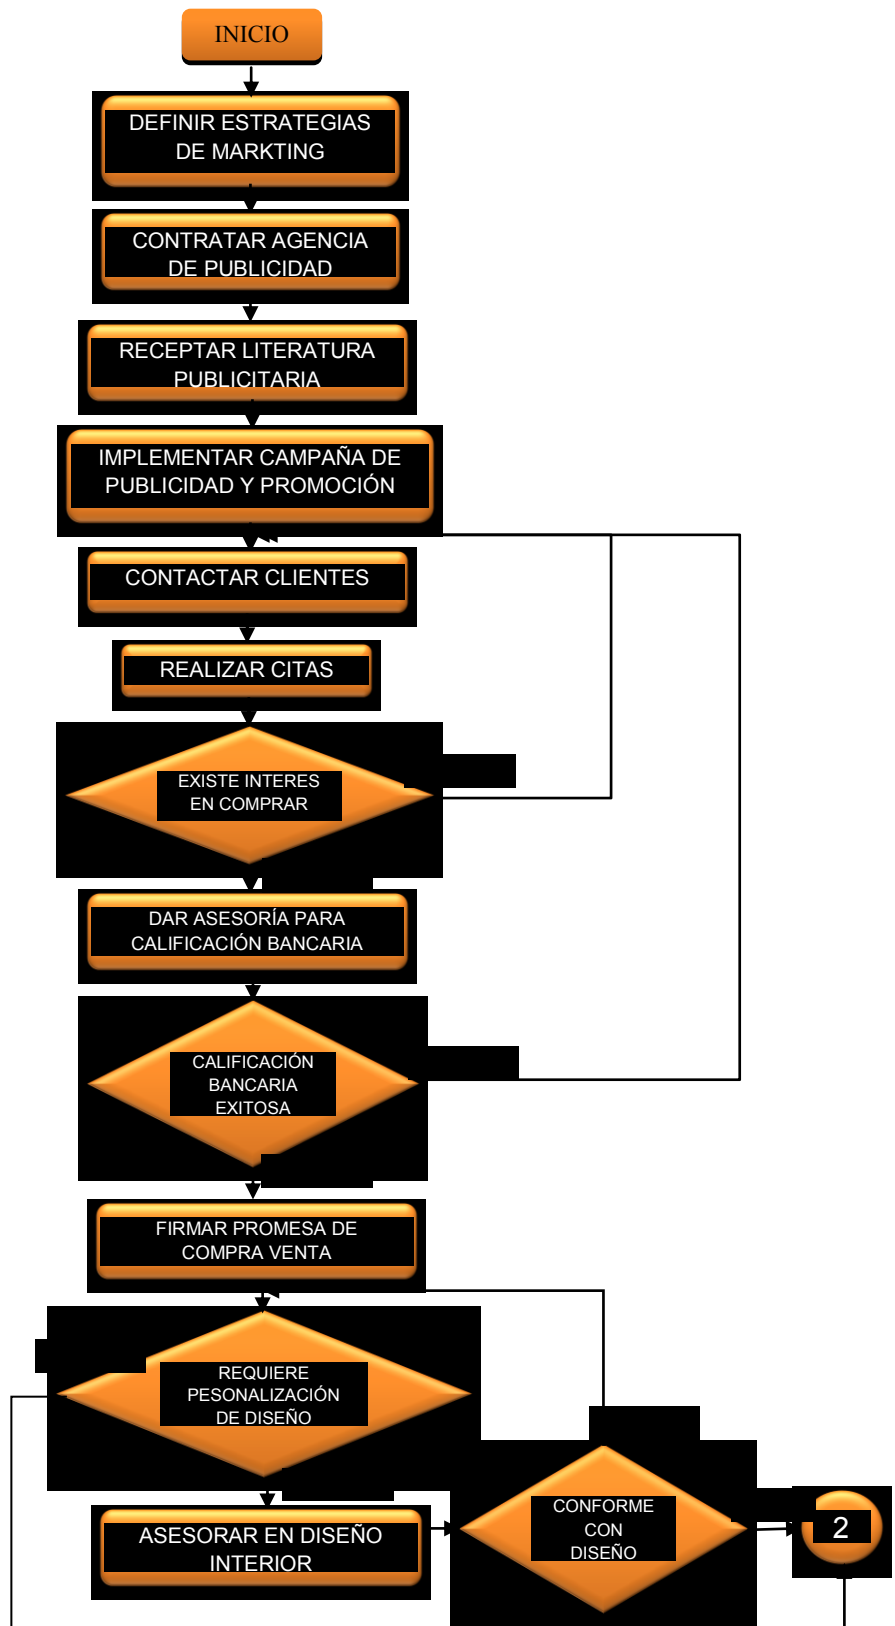 INICIO
DEFINIR ESTRATEGIAS
DE MARKTING
CONTRATAR AGENCIA
DE PUBLICIDAD
RECEPTAR LITERATURA
PUBLICITARIA
IMPLEMENTAR CAMPAÑA DE
PUBLICIDAD Y PROMOCIÓN
CONTACTAR CLIENTES
REALIZAR CITAS
EXISTE INTERES
EN COMPRAR
DAR ASESORÍA PARA
CALIFICACIÓN BANCARIA
CALIFICACIÓN
BANCARIA
EXITOSA
FIRMAR PROMESA DE
COMPRA VENTA
REQUIERE
PESONALIZACIÓN
DE DISEÑO
ASESORAR EN DISEÑO
INTERIOR
CONFORME
CON
DISEÑO
2